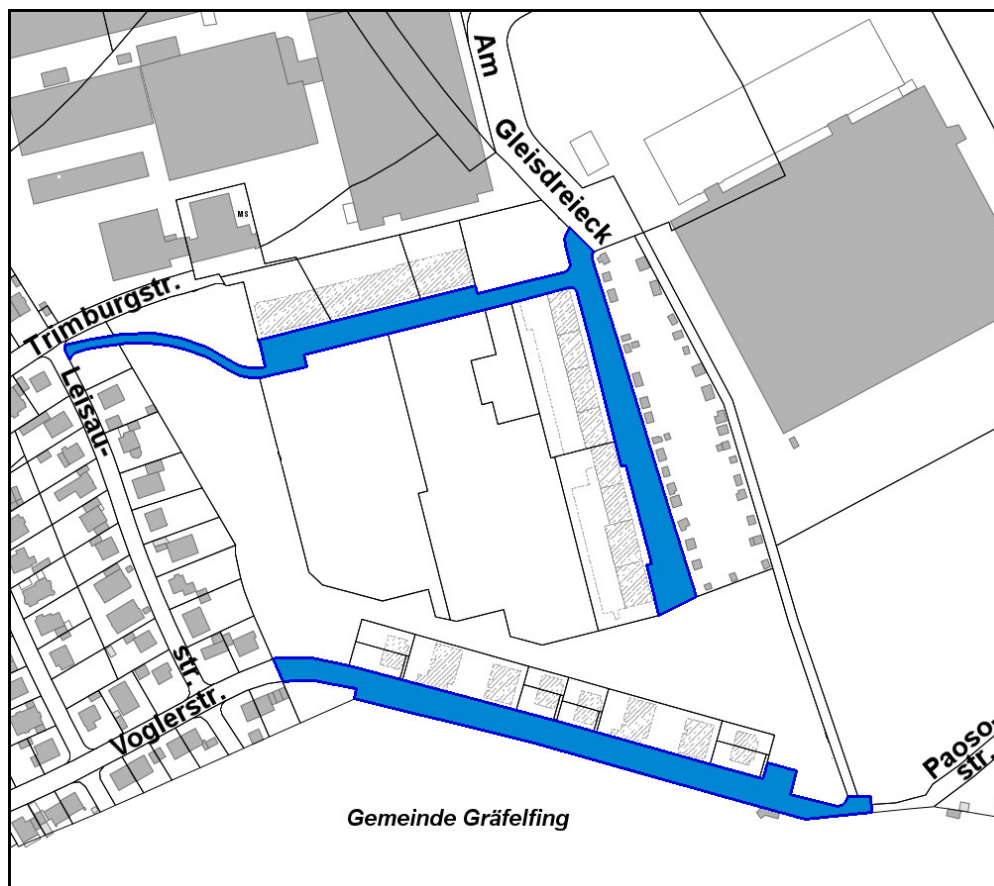 Am
Gleisdreieck
MS
Trimburgstr.
Leisau-
str.
Voglerstr.
Paoso-
str.
Gemeinde Gräfelfing